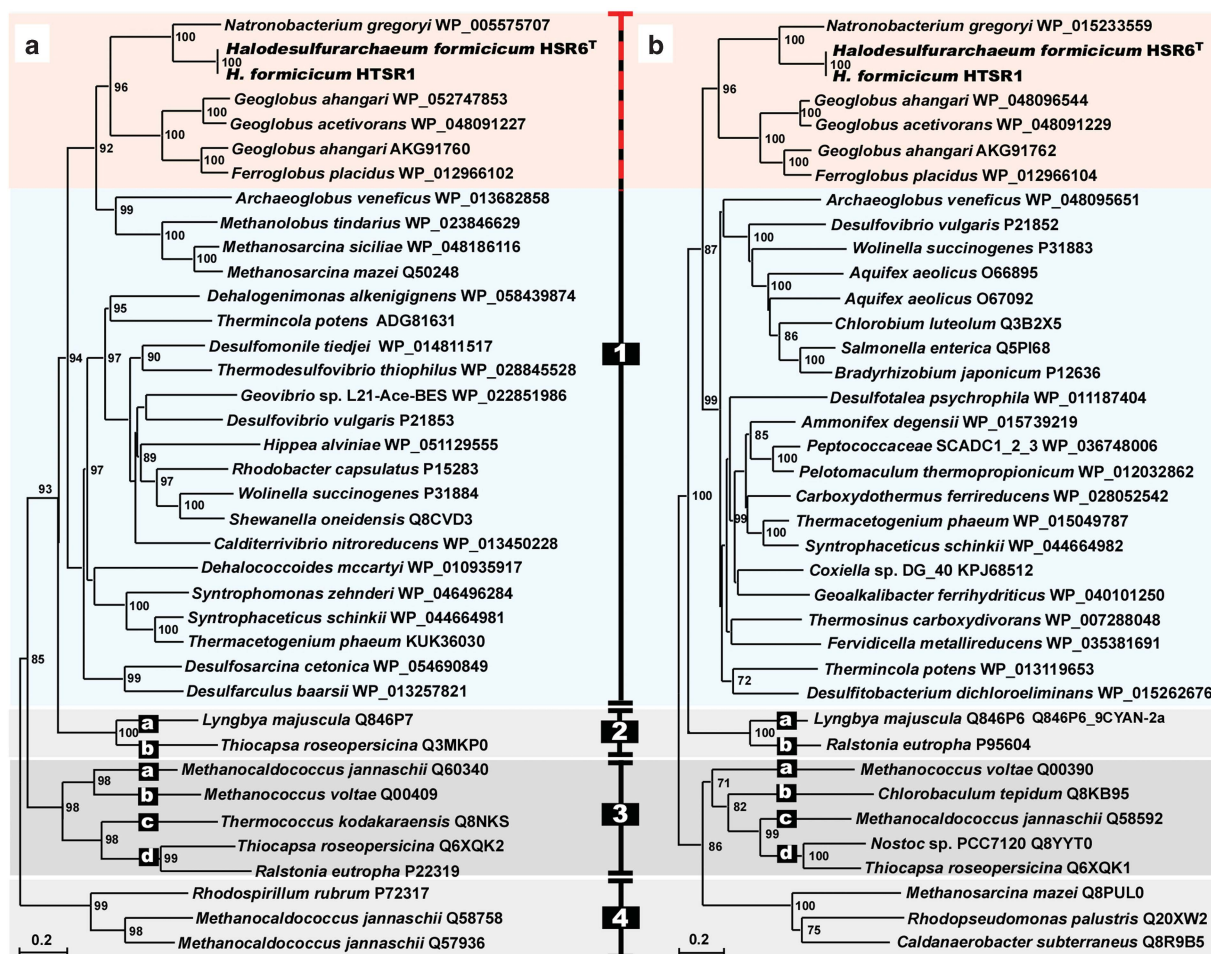 a
Natronobacterium gregoryi WP_005575707
100
Halodesulfurarchaeum formicicum HSR6T
100
H. formicicum HTSR1
96
Geoglobus ahangari WP_052747853
100
Geoglobus acetivorans WP_048091227
100
Geoglobus ahangari AKG91760
92
100
Ferroglobus placidus WP_012966102
Archaeoglobus veneficus WP_013682858
99
Methanolobus tindarius WP_023846629
100
Methanosarcina siciliae WP_048186116
100
Methanosarcina mazei Q50248
Dehalogenimonas alkenigignens WP_058439874
95
Thermincola potens ADG81631
Desulfomonile tiedjei WP_014811517
94
97
90
Thermodesulfovibrio thiophilus WP_028845528
Geovibrio sp. L21-Ace-BES WP_022851986
Desulfovibrio vulgaris P21853
Hippea alviniae WP_051129555
89
Rhodobacter capsulatus P15283
97
97
Wolinella succinogenes P31884
93
100
Shewanella oneidensis Q8CVD3
Calditerrivibrio nitroreducens WP_013450228
Dehalococcoides mccartyi WP_010935917
Syntrophomonas zehnderi WP_046496284
100
Syntrophaceticus schinkii WP_044664981
100
Thermacetogenium phaeum KUK36030
85
Desulfosarcina cetonica WP_054690849
99
Desulfarculus baarsii WP_013257821
a
Lyngbya majuscula Q846P7
100
b
Thiocapsa roseopersicina Q3MKP0
a
Methanocaldococcus jannaschii Q60340
98
b
Methanococcus voltae Q00409
98
c
Thermococcus kodakaraensis Q8NKS
98
Thiocapsa roseopersicina Q6XQK2
d
99
Ralstonia eutropha P22319
Rhodospirillum rubrum P72317
99
Methanocaldococcus jannaschii Q58758
98
Methanocaldococcus jannaschii Q57936
0.2
1
2
3
4
b
Natronobacterium gregoryi WP_015233559
100
Halodesulfurarchaeum formicicum HSR6T
100
H. formicicum HTSR1
96
Geoglobus ahangari WP_048096544
100
Geoglobus acetivorans WP_048091229
100
Geoglobus ahangari AKG91762
100
Ferroglobus placidus WP_012966104
Archaeoglobus veneficus WP_048095651
Desulfovibrio vulgaris P21852
87
100
Wolinella succinogenes P31883
Aquifex aeolicus O66895
100
Aquifex aeolicus O67092
Chlorobium luteolum Q3B2X5
86
Salmonella enterica Q5PI68
100
Bradyrhizobium japonicum P12636
99
Desulfotalea psychrophila WP_011187404
Ammonifex degensii WP_015739219
85
Peptococcaceae SCADC1_2_3 WP_036748006
100
Pelotomaculum thermopropionicum WP_012032862
100
Carboxydothermus ferrireducens WP_028052542
99
Thermacetogenium phaeum WP_015049787
100
Syntrophaceticus schinkii WP_044664982
Coxiella sp. DG_40 KPJ68512
Geoalkalibacter ferrihydriticus WP_040101250
Thermosinus carboxydivorans WP_007288048
Fervidicella metallireducens WP_035381691
Thermincola potens WP_013119653
72
Desulfitobacterium dichloroeliminans WP_015262676
a
Lyngbya majuscula Q846P6 Q846P6_9CYAN-2a
100
b
Ralstonia eutropha P95604
a
Methanococcus voltae Q00390
71
b
Chlorobaculum tepidum Q8KB95
82
c
Methanocaldococcus jannaschii Q58592
99
Nostoc sp. PCC7120 Q8YYT0
86
d
100
Thiocapsa roseopersicina Q6XQK1
Methanosarcina mazei Q8PUL0
100
Rhodopseudomonas palustris Q20XW2
75
Caldanaerobacter subterraneus Q8R9B5
0.2